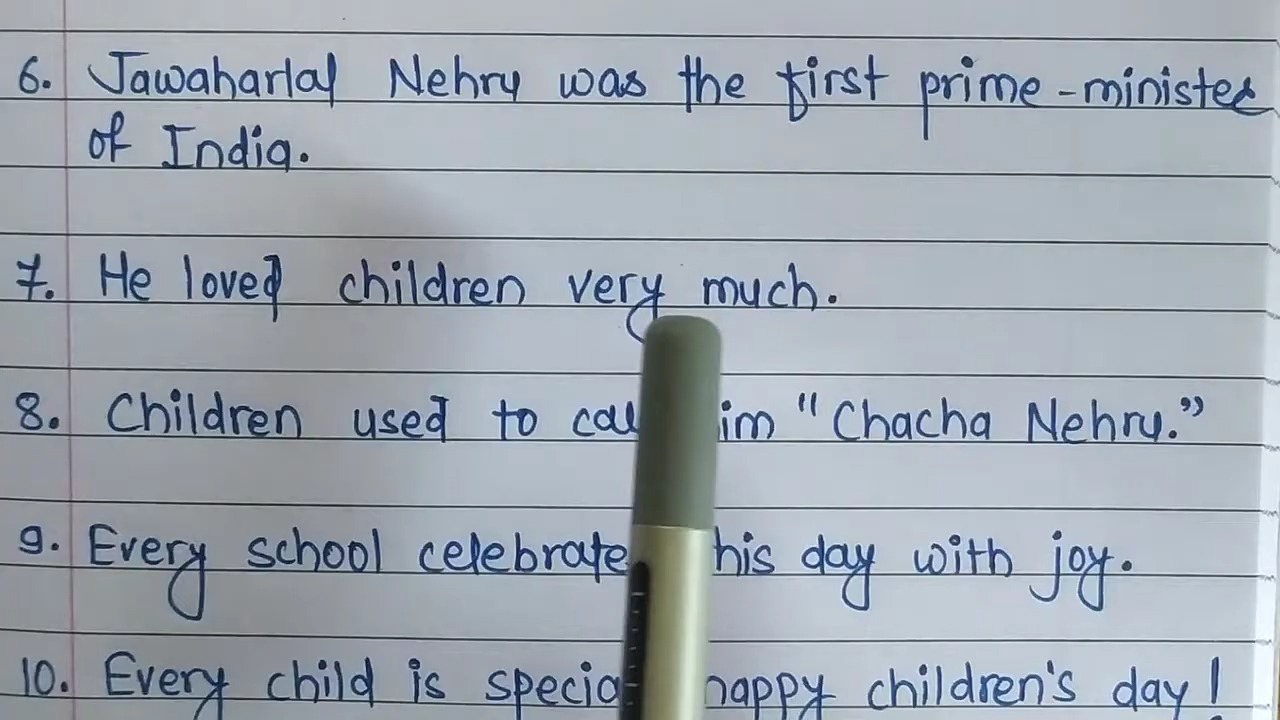 6. Jawaharlal Nehru was the first prime-minister
of India.
7. He loved children very much.
8. Children used to "Chacha Nehru."
9. Every school day with joy.
10. Every child is happy children's day!